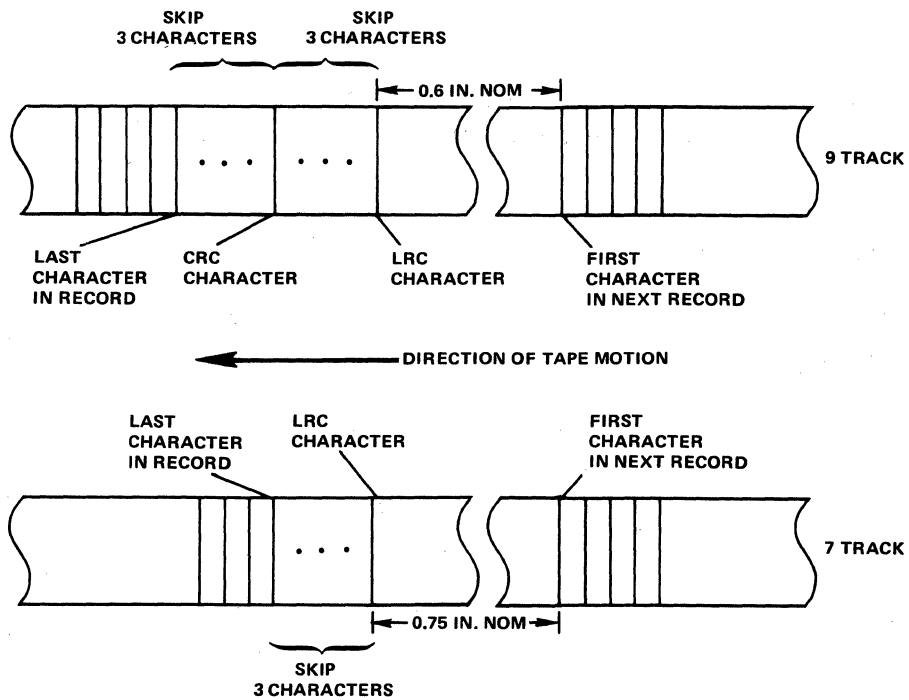 SKIP
3 CHARACTERS
SKIP
3 CHARACTERS
0.6 IN. NOM
9 TRACK
LAST
CHARACTER
IN RECORD
CRC
CHARACTER
LRC
CHARACTER
FIRST
CHARACTER
IN NEXT RECORD
DIRECTION OF TAPE MOTION
LAST
CHARACTER
IN RECORD
LRC
CHARACTER
FIRST
CHARACTER
IN NEXT RECORD
7 TRACK
0.75 IN. NOM
SKIP
3 CHARACTERS